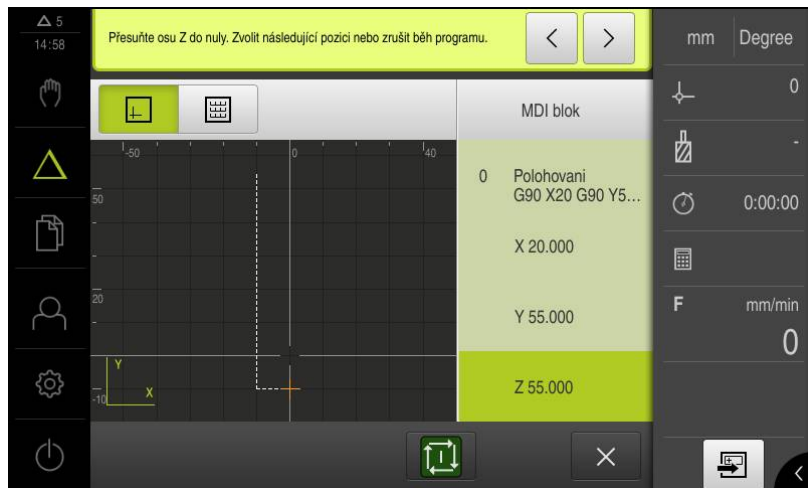 5
14:58
Přesuňte osu Z do nuly. Zvolit následující pozici nebo zrušit běh programu.
mm Degree
0
MDI blok
-50 0 40
50
20
-10
Y
X
0 Polohovani
G90 X20 G90 Y5...
X 20.000
Y 55.000
Z 55.000
-
0:00:00
F mm/min
0